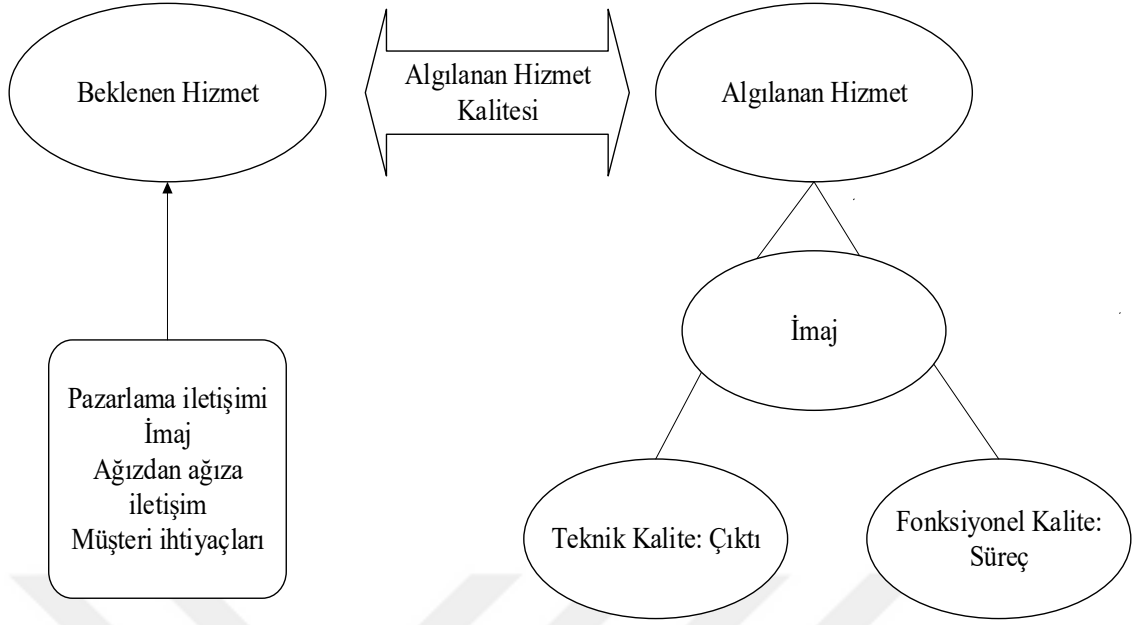 Beklenen Hizmet
Algılanan Hizmet
Kalitesi
Algılanan Hizmet
İmaj
Pazarlama iletişimi
İmaj
Ağızdan ağıza
iletişim
Müşteri ihtiyaçları
Teknik Kalite: Çıktı
Fonksiyonel Kalite:
Süreç